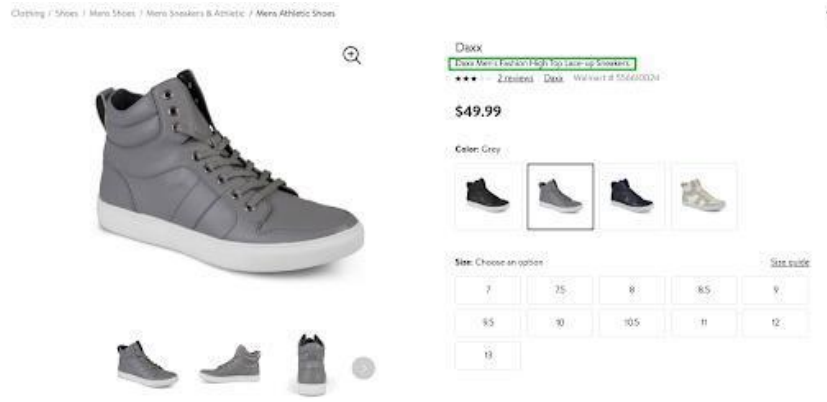 Clothing / Shoes / Mens Shoes / Mens Sneakers & Athletic / Mens Athletic Shoes
Daxx
Daxx Men's Fashion High Top Lace-up Sneakers
2 reviews Daxx Walmart #
$49.99
Color: Grey
Size: Choose an option Size guide
7 7.5 8 8.5 9
9.5 10 10.5 11 12
13